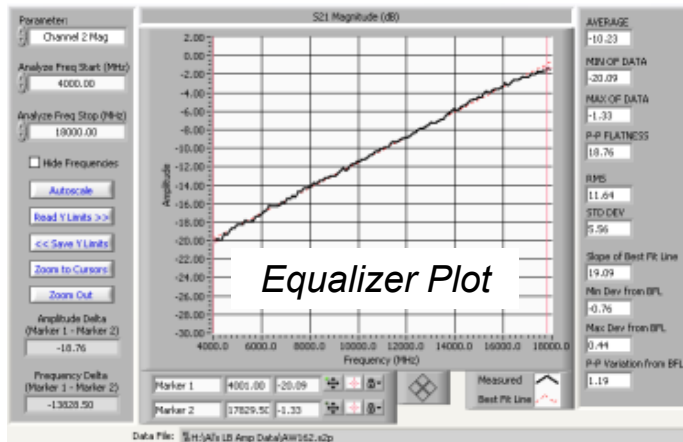 Parameter:
Channel 2 Mag
Analyze Freq Start (MHz)
4000.00
Analyze Freq Stop (MHz)
18000.00
Hide Frequencies
Autoscale
Read Y Limits >>
<< Save Y Limits
Zoom to Cursors
Zoom Out
Amplitude Delta
(Marker 1 - Marker 2)
-18.76
Frequency Delta
(Marker 1 - Marker 2)
-13828.50
S21 Magnitude (dB)
Amplitude
2.00
0.00
-2.00
-4.00
-6.00
-8.00
-10.00
-12.00
-14.00
-16.00
-18.00
-20.00
-22.00
-24.00
-26.00
-28.00
-30.00
Equalizer Plot
4000.0 6000.0 8000.0 10000.0 12000.0 14000.0 16000.0 18000.0
Frequency (MHz)
Marker 1 4001.00 -20.09
Marker 2 17829.50 -1.33
Measured
Best Fit Line
AVERAGE
-10.23
MIN OF DATA
-20.09
MAX OF DATA
-1.33
P-P FLATNESS
18.76
RMS
11.64
STD DEV
5.56
Slope of Best Fit Line
19.09
Min Dev from BFL
-0.76
Max Dev from BFL
0.44
P-P Variation from BFL
1.19
Data File: H:\Al's LB Amp Data\AW162.s2p